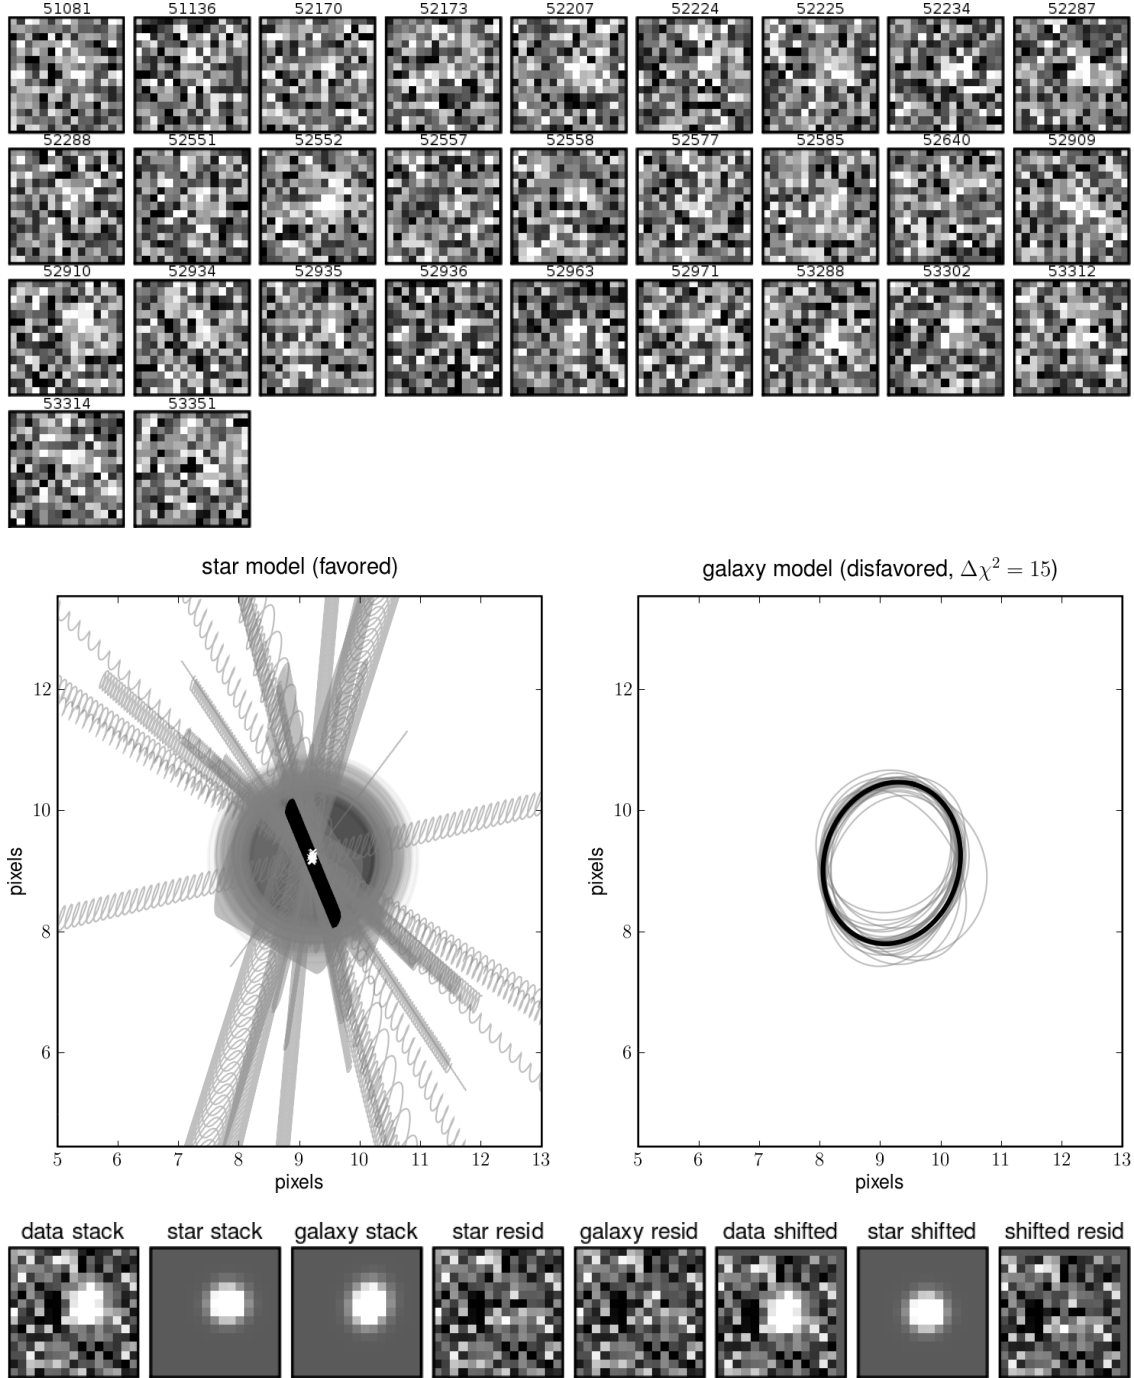 51081 51136 52170 52173 52207 52224 52225 52234 52287
52288 52551 52552 52557 52558 52577 52585 52640 52909
52910 52934 52935 52936 52963 52971 53288 53302 53312
53314 53351
star model (favored)
galaxy model (disfavored, Δχ² = 15)
12
10
8
6
pixels
5 6 7 8 9 10 11 12 13
pixels
12
10
8
6
pixels
5 6 7 8 9 10 11 12 13
pixels
data stack star stack galaxy stack star resid galaxy resid data shifted star shifted shifted resid